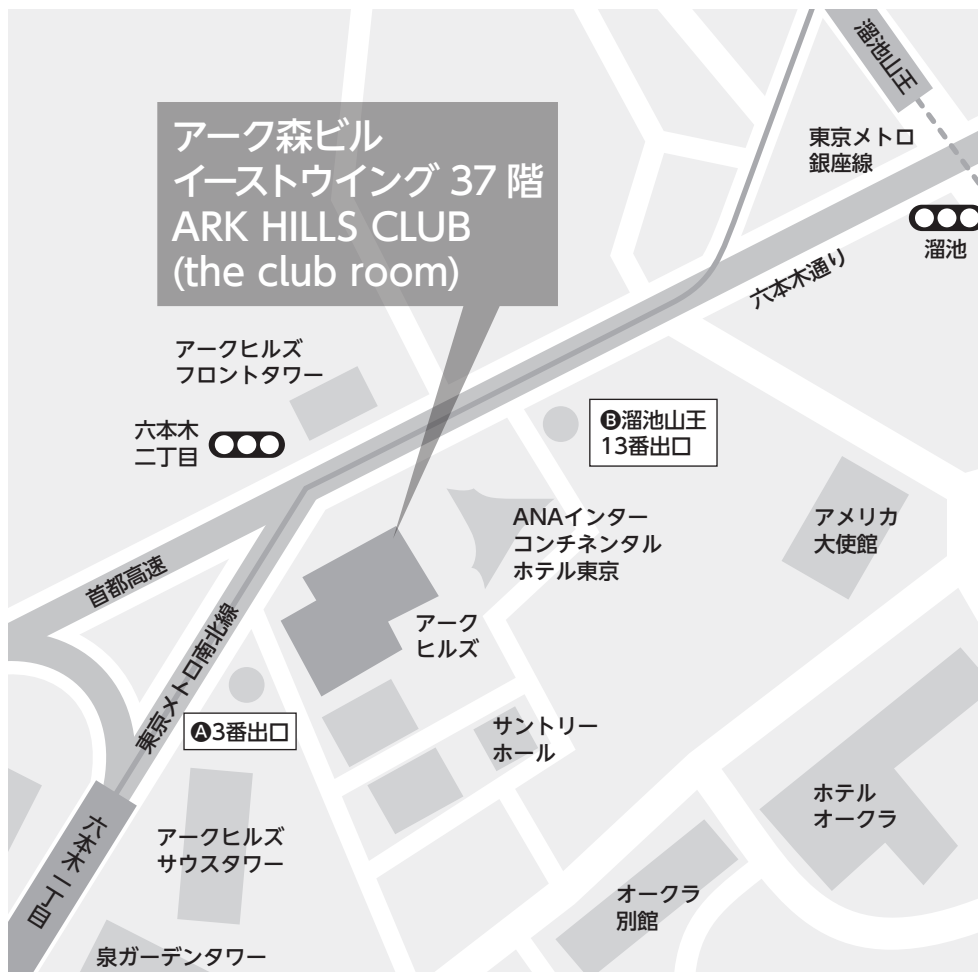 溜池山王
東京メトロ
銀座線
アーク森ビル
イーストウイング 37 階
ARK HILLS CLUB
(the club room)
溜池
六本木通り
アークヒルズ
フロントタワー
六本木
二丁目
B溜池山王
13番出口
ANAインター
コンチネンタル
ホテル東京
アメリカ
大使館
首都高速
東京メトロ南北線
アーク
ヒルズ
A3番出口
サントリー
ホール
ホテル
オークラ
六本木一丁目
アークヒルズ
サウスタワー
オークラ
別館
泉ガーデンタワー